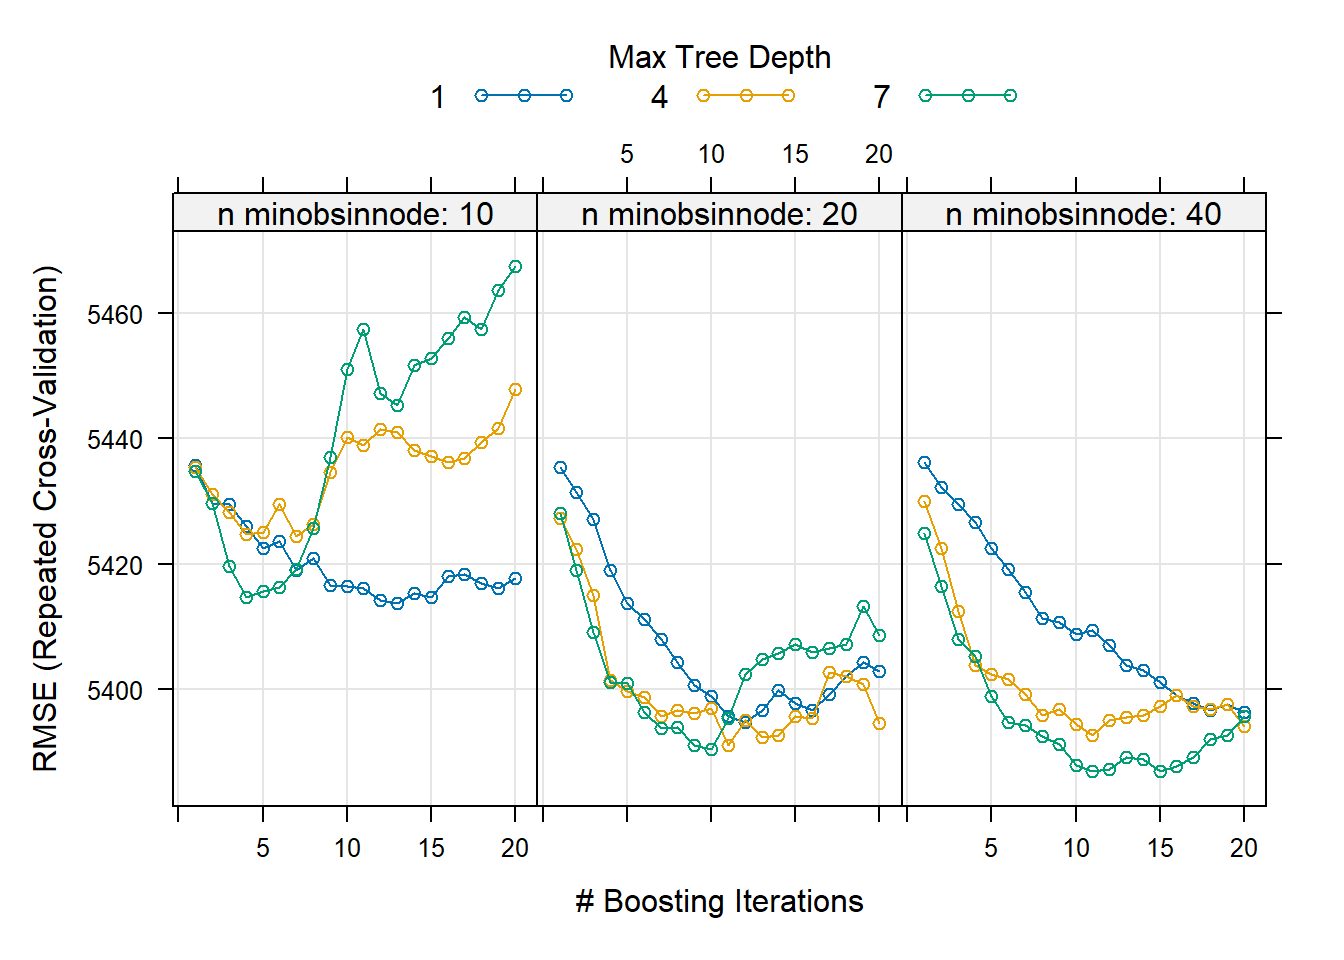 Max Tree Depth
1 4 7
5 10 15 20
n minobsinnode: 10 n minobsinnode: 20 n minobsinnode: 40
5460
5440
5420
5400
RMSE (Repeated Cross-Validation)
5 10 15 20 5 10 15 20
# Boosting Iterations